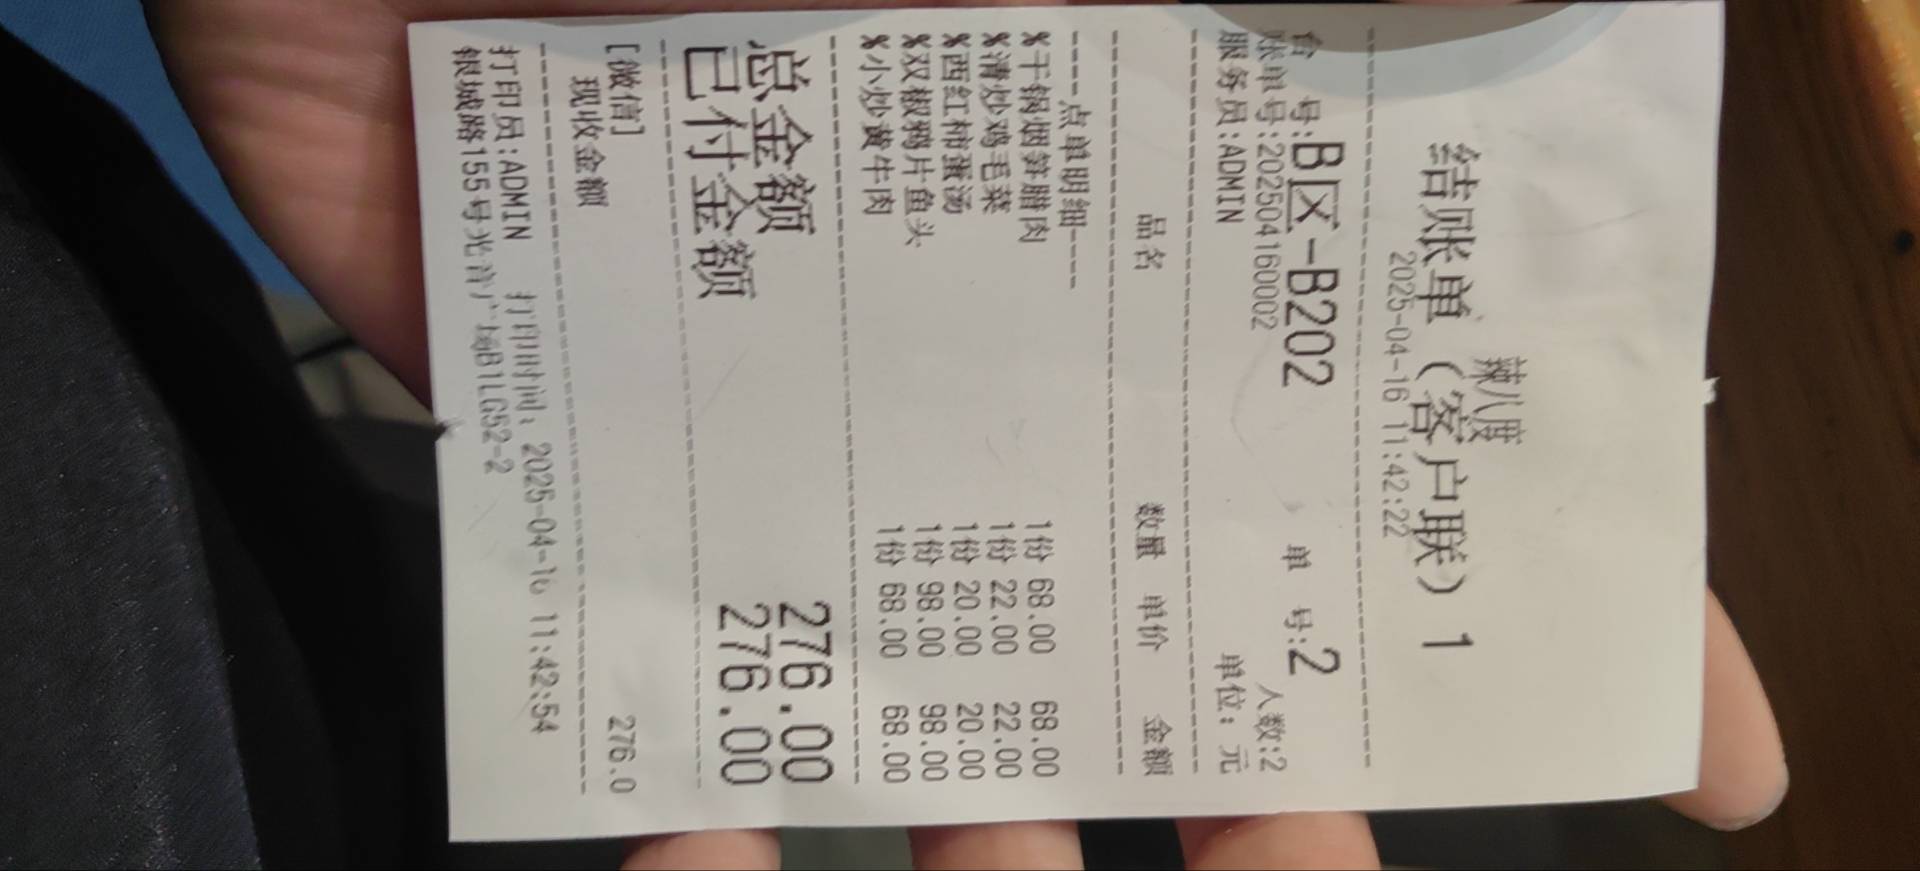 辣八度
结账单（客户联）1
2025-04-16 11:42:22
台 号:B区-B202 单 号:2
账单号:202504160002 人数:2
服务员:ADMIN 单位：元
品名 数量 单价 金额
----点单明细----
※干锅烟笋腊肉 1份 68.00 68.00
※清炒鸡毛菜 1份 22.00 22.00
※西红柿蛋汤 1份 20.00 20.00
※双椒鸦片鱼头 1份 98.00 98.00
※小炒黄牛肉 1份 68.00 68.00
总金额 276.00
已付金额 276.00
[微信] 276.0
现收金额
打印员:ADMIN 打印时间：2025-04-16 11:42:54
银城路155号光 广场B1LG52-2